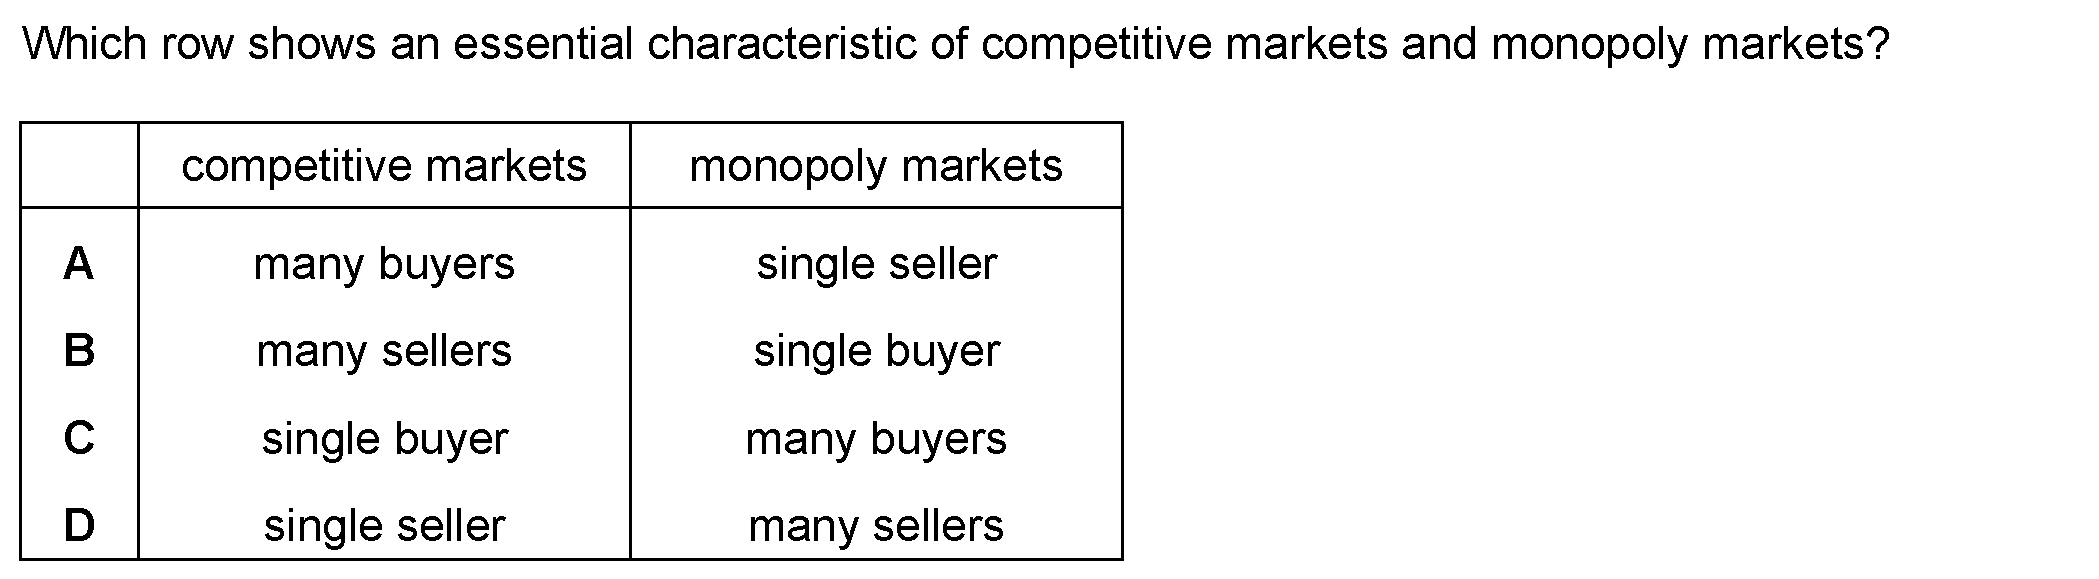 Which row shows an essential characteristic of competitive markets and monopoly markets?
competitive markets monopoly markets
A many buyers single seller
B many sellers single buyer
C single buyer many buyers
D single seller many sellers